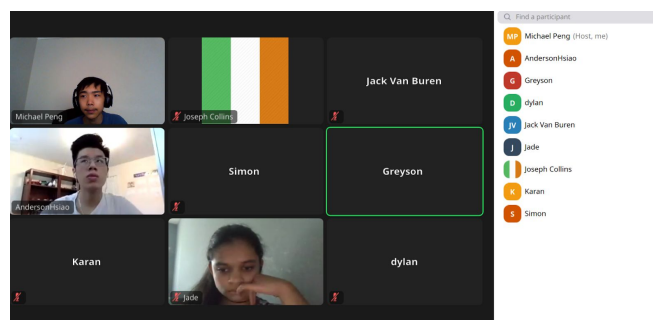 Find a participant
MP Michael Peng (Host, me)
A AndersonHsiao
G Greyson
D dylan
JV Jack Van Buren
J Jade
Joseph Collins
K Karan
S Simon
Michael Peng
Joseph Collins
Jack Van Buren
AndersonHsiao
Simon
Greyson
Karan
Jade
dylan